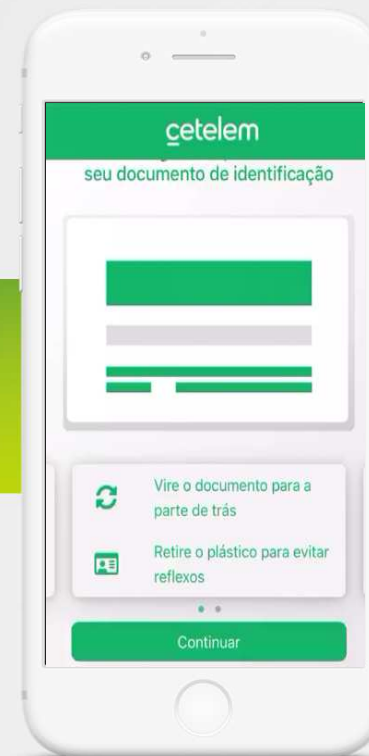 cetelem
seu documento de identificação
Vire o documento para a
parte de trás
Retire o plástico para evitar
reflexos
Continuar